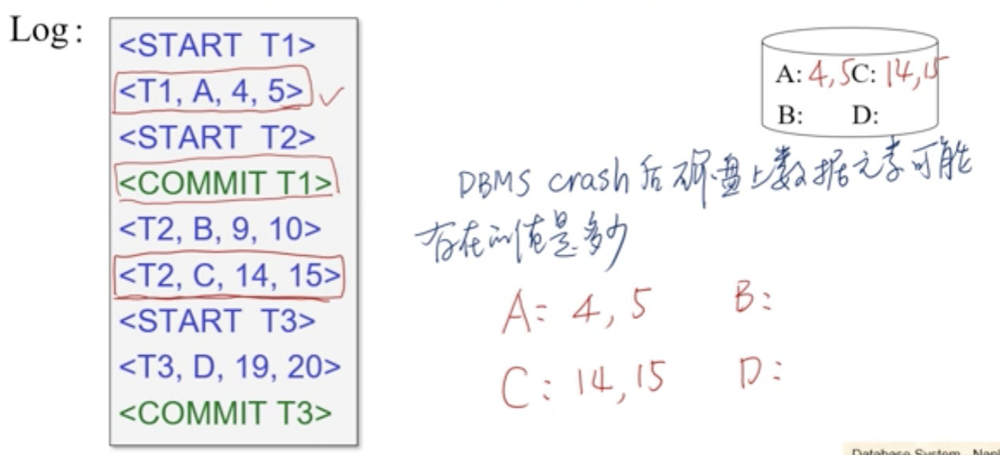 Log:
<START T1>
<T1, A, 4, 5> ✓
<START T2>
<COMMIT T1>
<T2, B, 9, 10>
<T2, C, 14, 15>
<START T3>
<T3, D, 19, 20>
<COMMIT T3>
A: 4,5 C: 14,15
B: D:
DBMS crash后磁盘上数据元素可能
存在的值是多少
A: 4,5 B:
C: 14,15 D:
Database System - Nanj